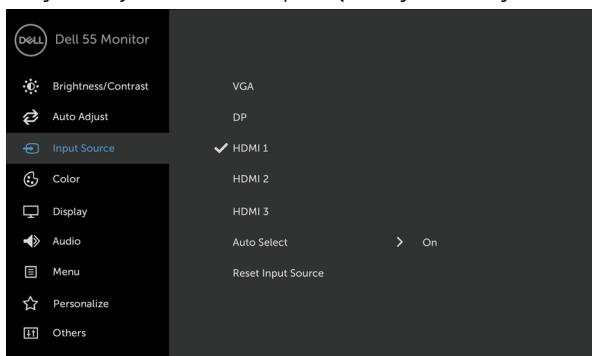 DELL Dell 55 Monitor
Brightness/Contrast
Auto Adjust
Input Source
Color
Display
Audio
Menu
Personalize
Others
VGA
DP
HDMI 1
HDMI 2
HDMI 3
Auto Select On
Reset Input Source